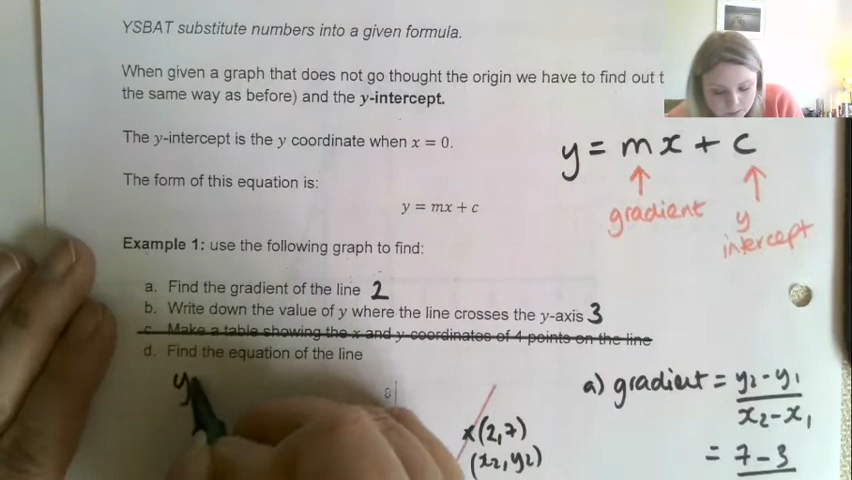 YSBAT substitute numbers into a given formula.
When given a graph that does not go thought the origin we have to find out t
the same way as before) and the y-intercept.
The y-intercept is the y coordinate when x = 0.
The form of this equation is:
y = mx + c
y = mx + c
gradient
y
intercept
Example 1: use the following graph to find:
a. Find the gradient of the line 2
b. Write down the value of y where the line crosses the y-axis 3
c. Make a table showing the x and y coordinates of 4 points on the line
d. Find the equation of the line
y
8
x(2,7)
(x₂,y₂)
a) gradient = y₂-y₁
x₂-x₁
= 7-3